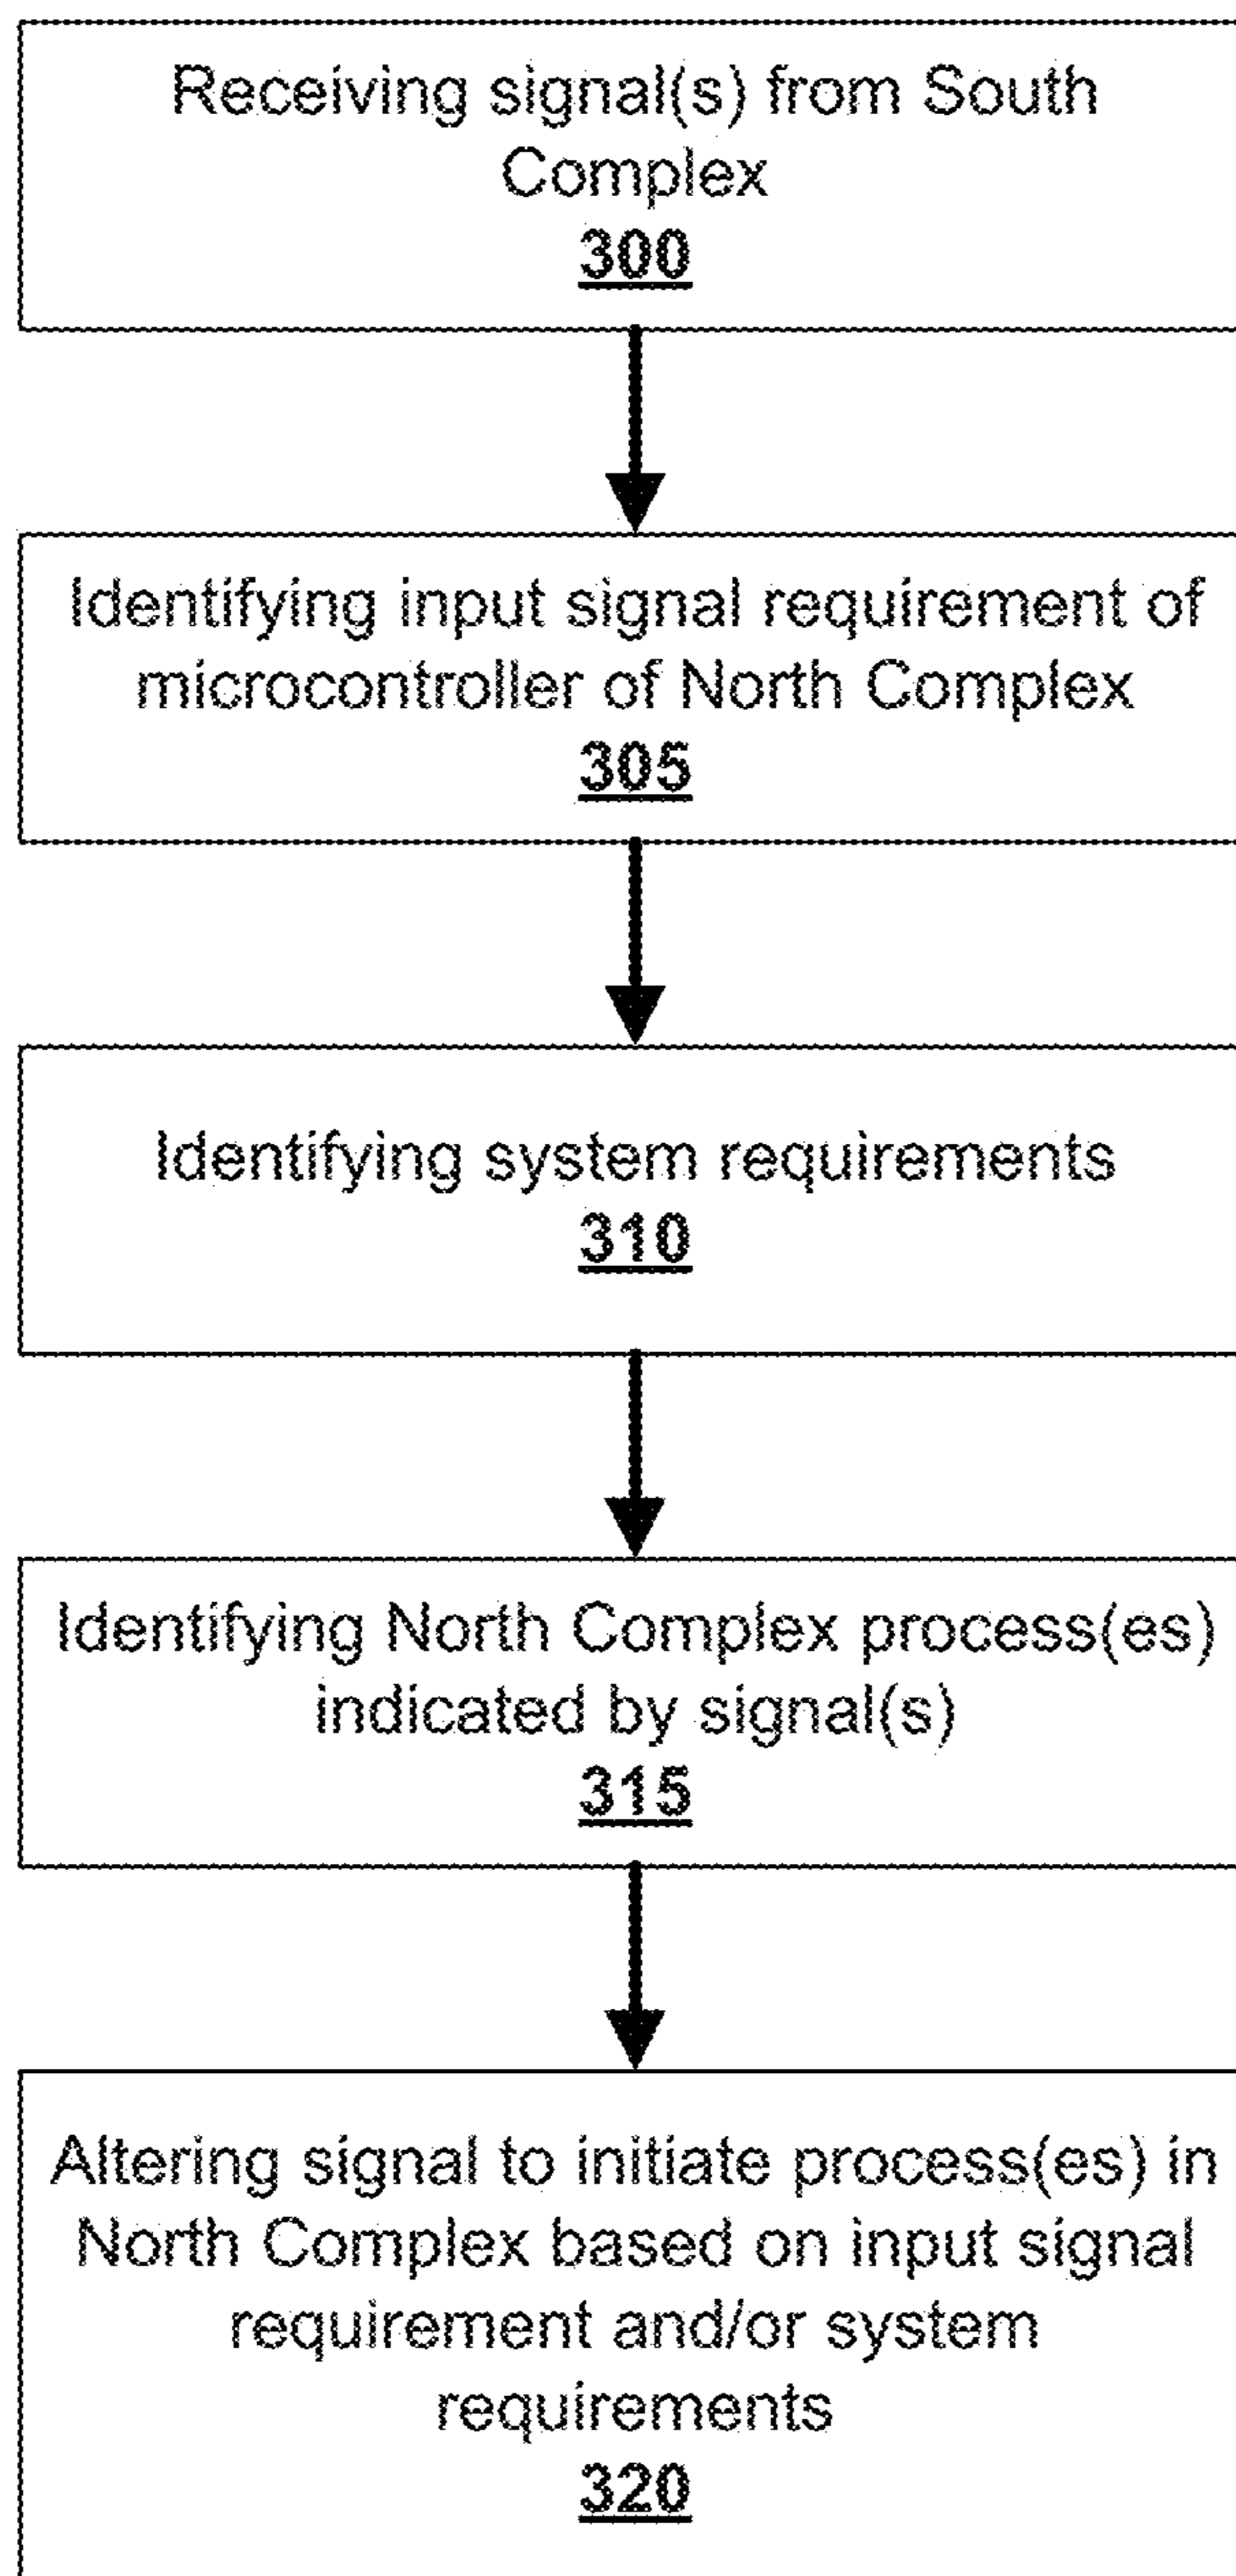 Receiving signal(s) from South
Complex
300
Identifying input signal requirement of
microcontroller of North Complex
305
Identifying system requirements
310
Identifying North Complex process(es)
indicated by signal(s)
315
Altering signal to initiate process(es) in
North Complex based on input signal
requirement and/or system
requirements
320